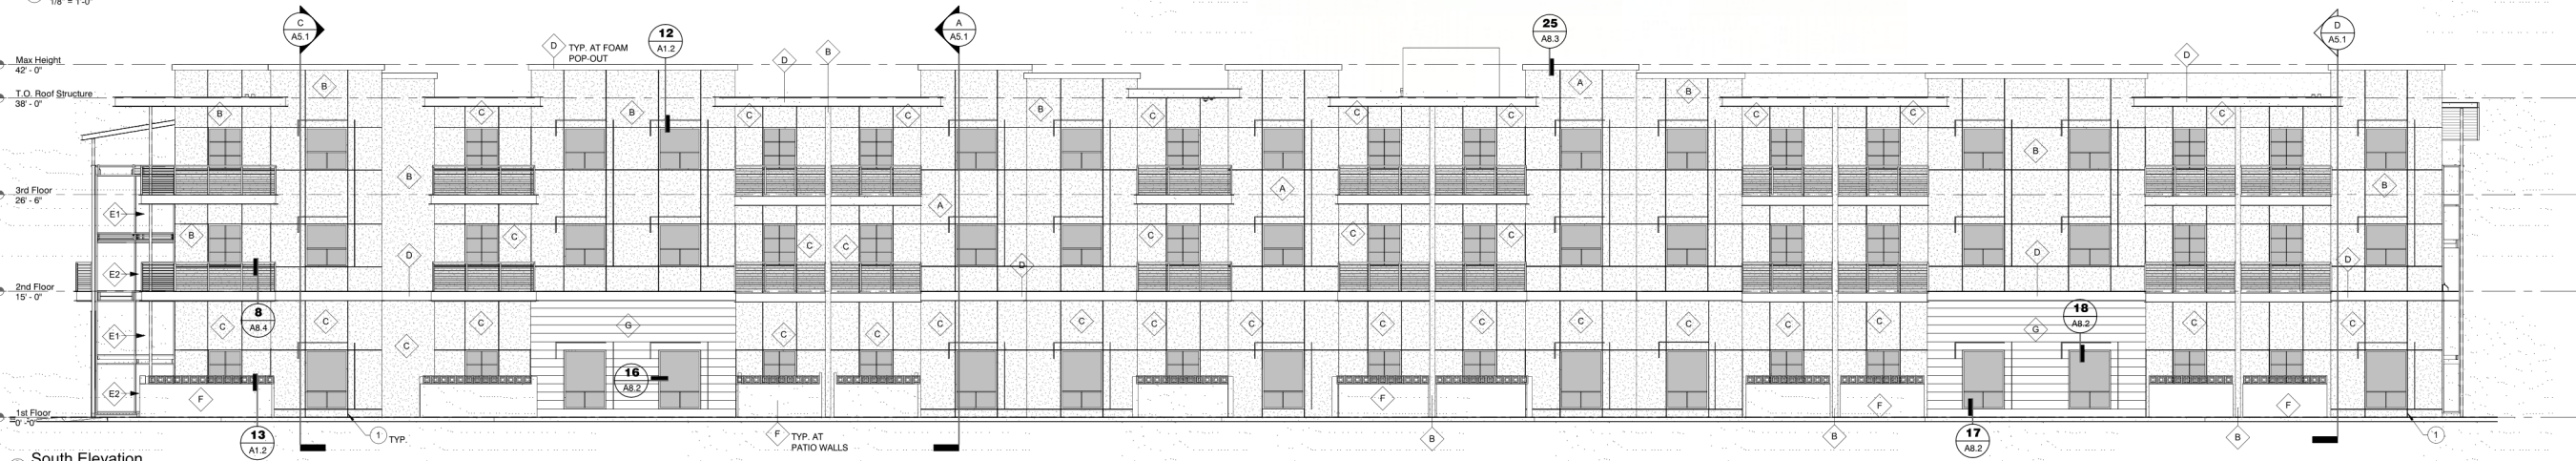 1/8" = 1'-0"
C
A5.1
12
A1.2
A
A5.1
25
A8.3
D
A5.1
D TYP. AT FOAM
POP-OUT
D
B
D
Max Height
42' - 0"
B
A
B
T.O. Roof Structure
38' - 0"
B
C
B
C
C
B
C
C
C
C
C
C
B
B
3rd Floor
26' - 6"
A
B
E1
A
B
C
C
C
C
C
C
D
D
D
D
E2
2nd Floor
15' - 0"
8
A8.4
18
A8.2
C
C
C
G
C
C
C
C
C
C
C
C
C
C
C
C
G
C
C
E1
C
16
A8.2
E2
F
F
F
F
1st Floor
0' - 0"
13
A1.2
1 TYP.
F TYP. AT
PATIO WALLS
B
B
17
A8.2
B
1
South Elevation